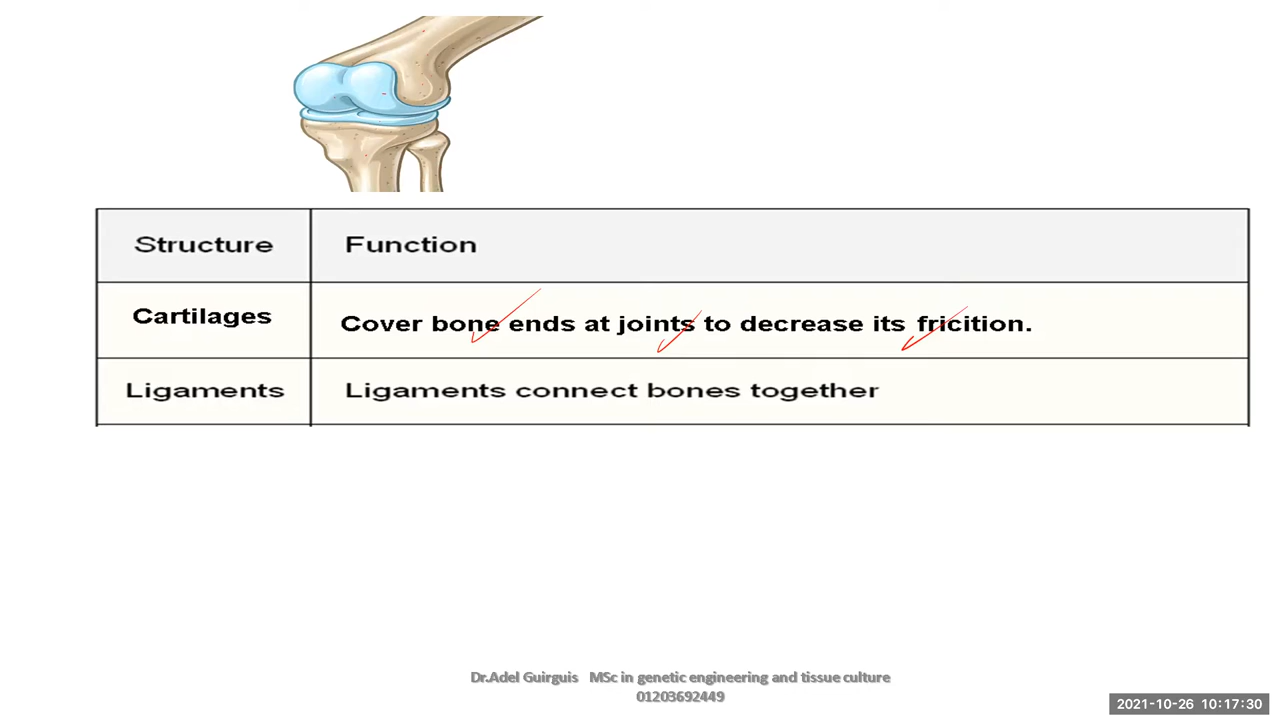 Structure Function
Cartilages Cover bone ends at joints to decrease its fricition.
Ligaments Ligaments connect bones together
Dr.Adel Guirguis MSc in genetic engineering and tissue culture
01203692449
2021-10-26 10:17:30